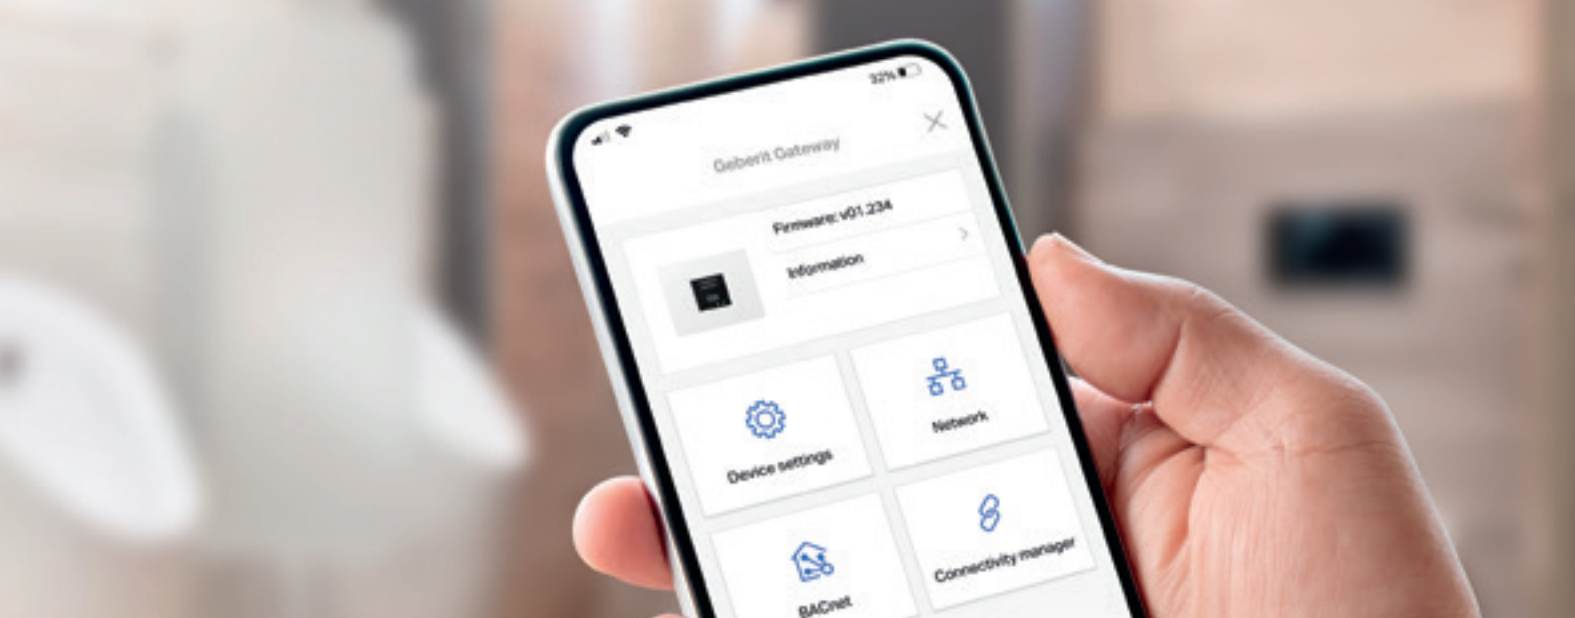 32%
Geberit Gateway
Firmware: v01.234
Information
Device settings
Network
BACnet
Connectivity manager